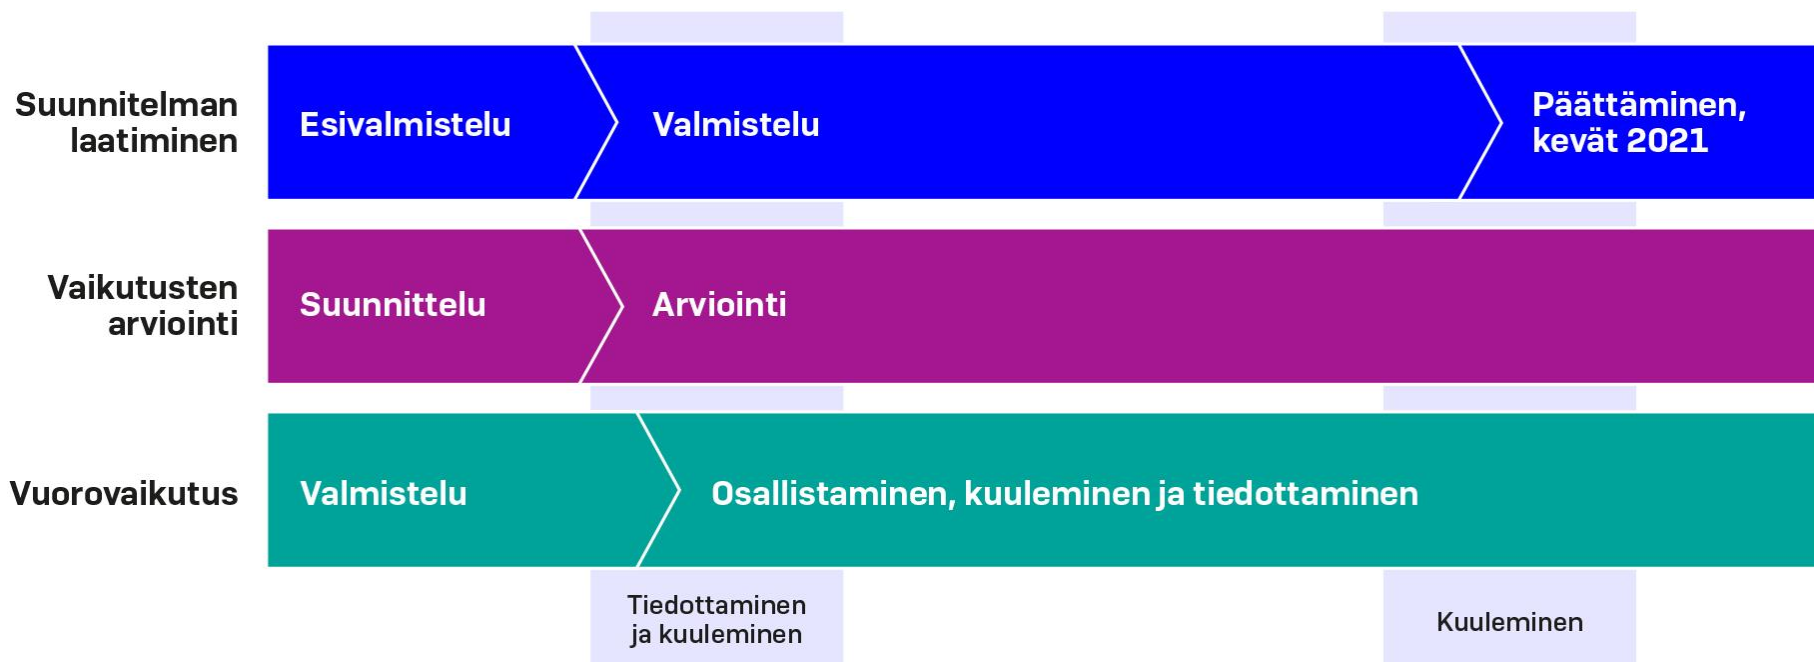 Suunnitelman
laatiminen
Esivalmistelu
Valmistelu
Päättäminen,
kevät 2021
Vaikutusten
arviointi
Suunnittelu
Arviointi
Vuorovaikutus
Valmistelu
Osallistaminen, kuuleminen ja tiedottaminen
Tiedottaminen
ja kuuleminen
Kuuleminen